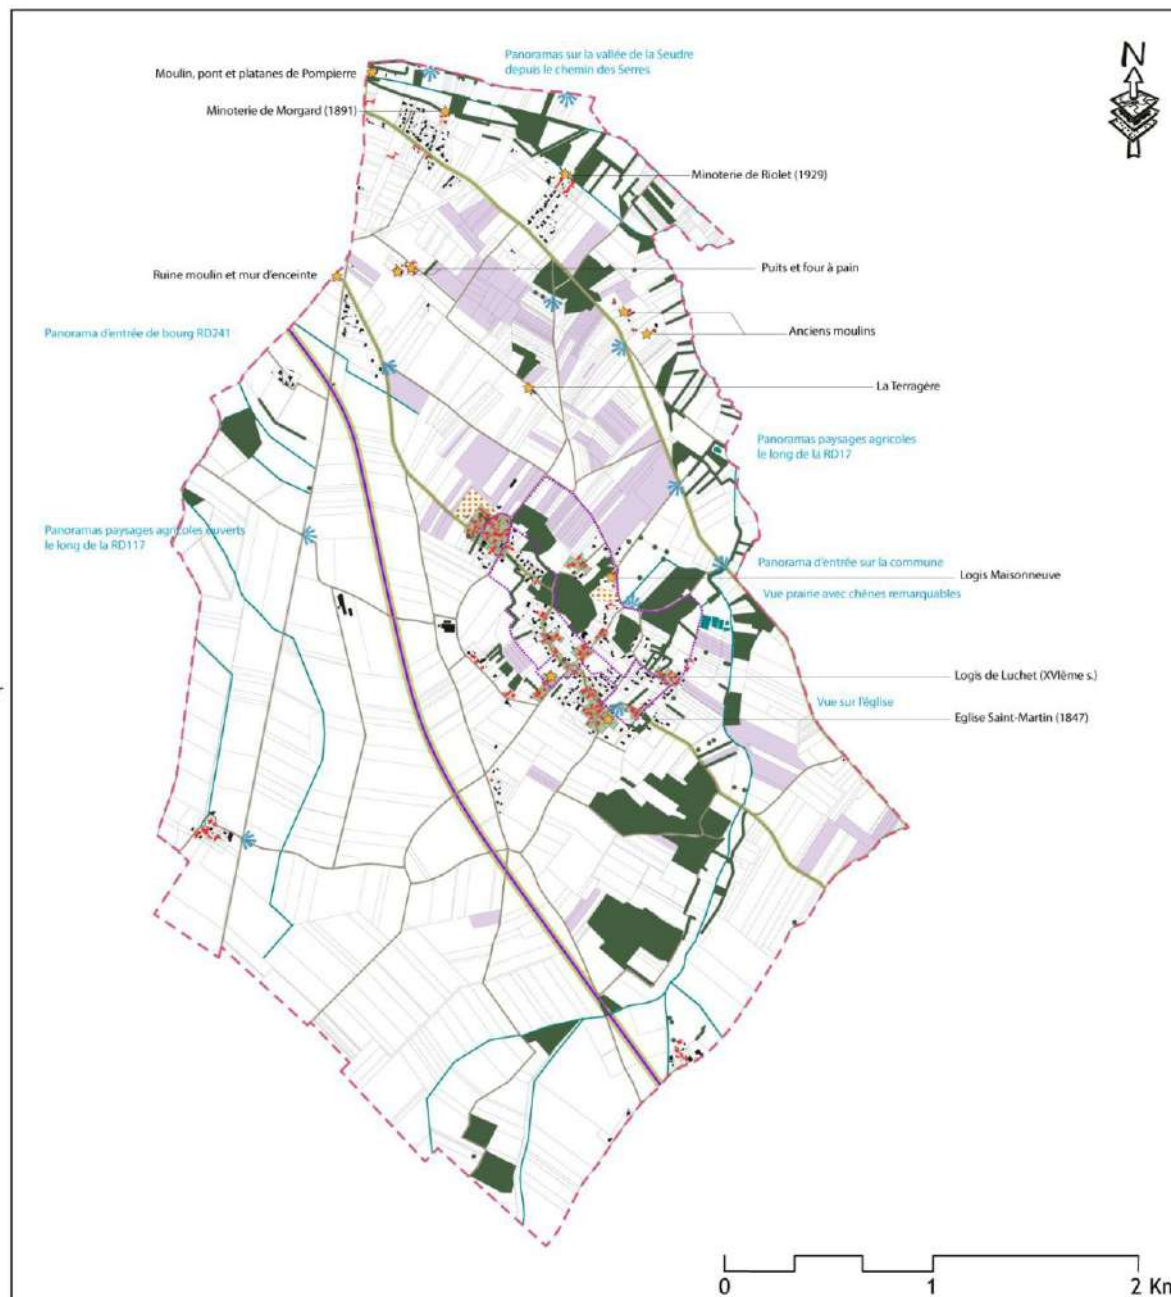 N
Panoramas sur la vallée de la Seudre
depuis le chemin des Serres
Moulin, pont et platanes de Pompierre
Minoterie de Morgard (1891)
Minoterie de Riolet (1929)
Puits et four à pain
Ruine moulin et mur d'enceinte
Panorama d'entrée de bourg RD241
Anciens moulins
La Terragère
Panoramas paysages agricoles
le long de la RD17
Panoramas paysages agricoles ouverts
le long de la RD117
Panorama d'entrée sur la commune
Logis Maisonneuve
Vue prairie avec chênes remarquables
Logis de Luchet (XVIème s.)
Vue sur l'église
Eglise Saint-Martin (1847)
0 1 2 Km